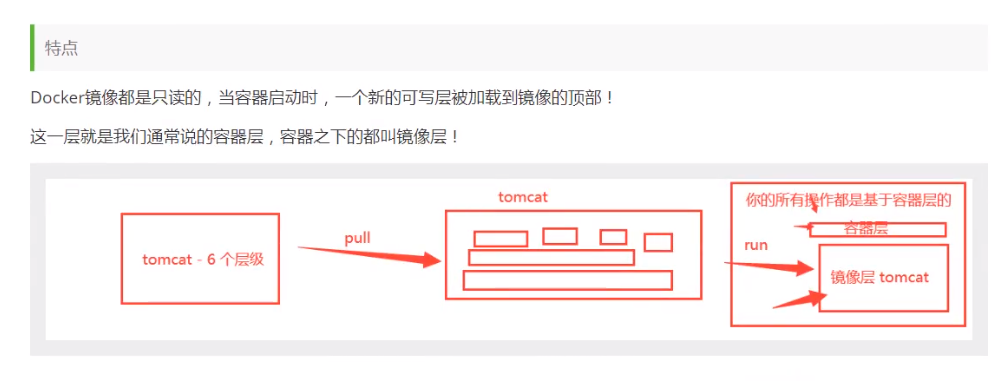 特点
Docker镜像都是只读的，当容器启动时，一个新的可写层被加载到镜像的顶部！
这一层就是我们通常说的容器层，容器之下的都叫镜像层！
tomcat - 6 个层级
pull
tomcat
run
你的所有操作都是基于容器层的
容器层
镜像层 tomcat